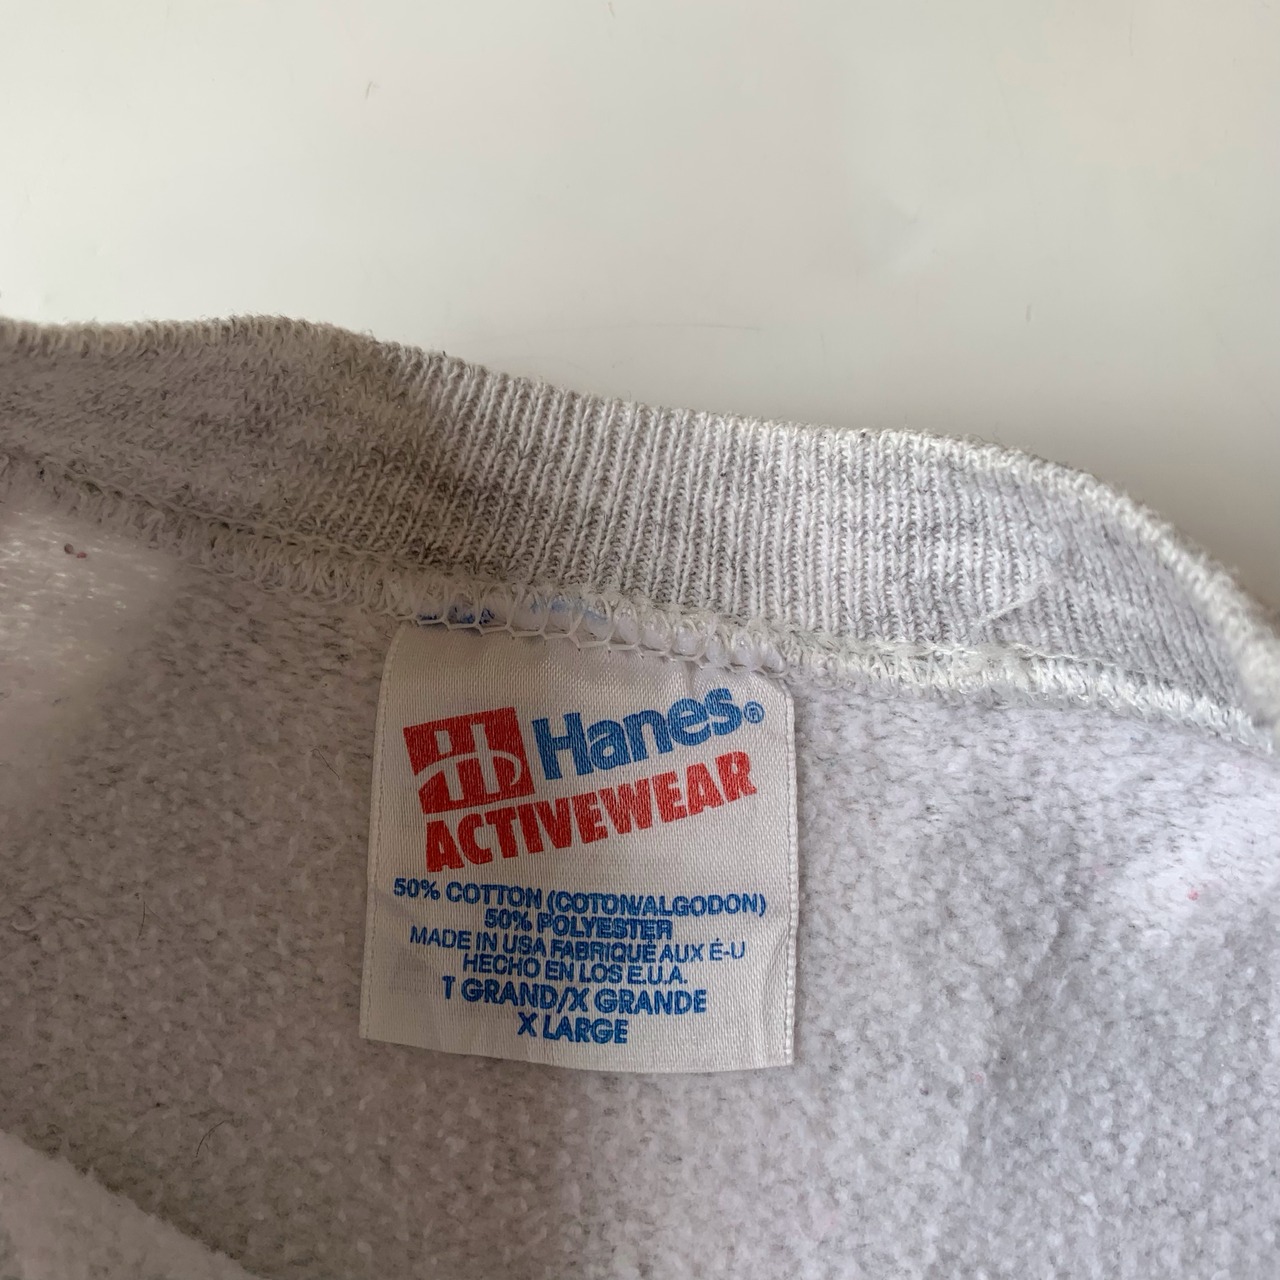 Hanes®
ACTIVEWEAR
50% COTTON (COTON/ALGODON)
50% POLYESTER
MADE IN USA FABRIQUÉ AUX É-U
HECHO EN LOS E.U.A.
T GRAND/X GRANDE
X LARGE